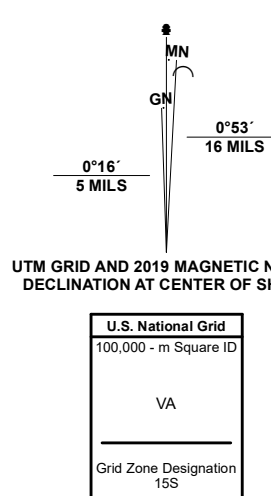 MN
GN
0°53´
16 MILS
0°16´
5 MILS
UTM GRID AND 2019 MAGNETIC N
DECLINATION AT CENTER OF SH
U.S. National Grid
100,000 - m Square ID
VA
Grid Zone Designation
15S